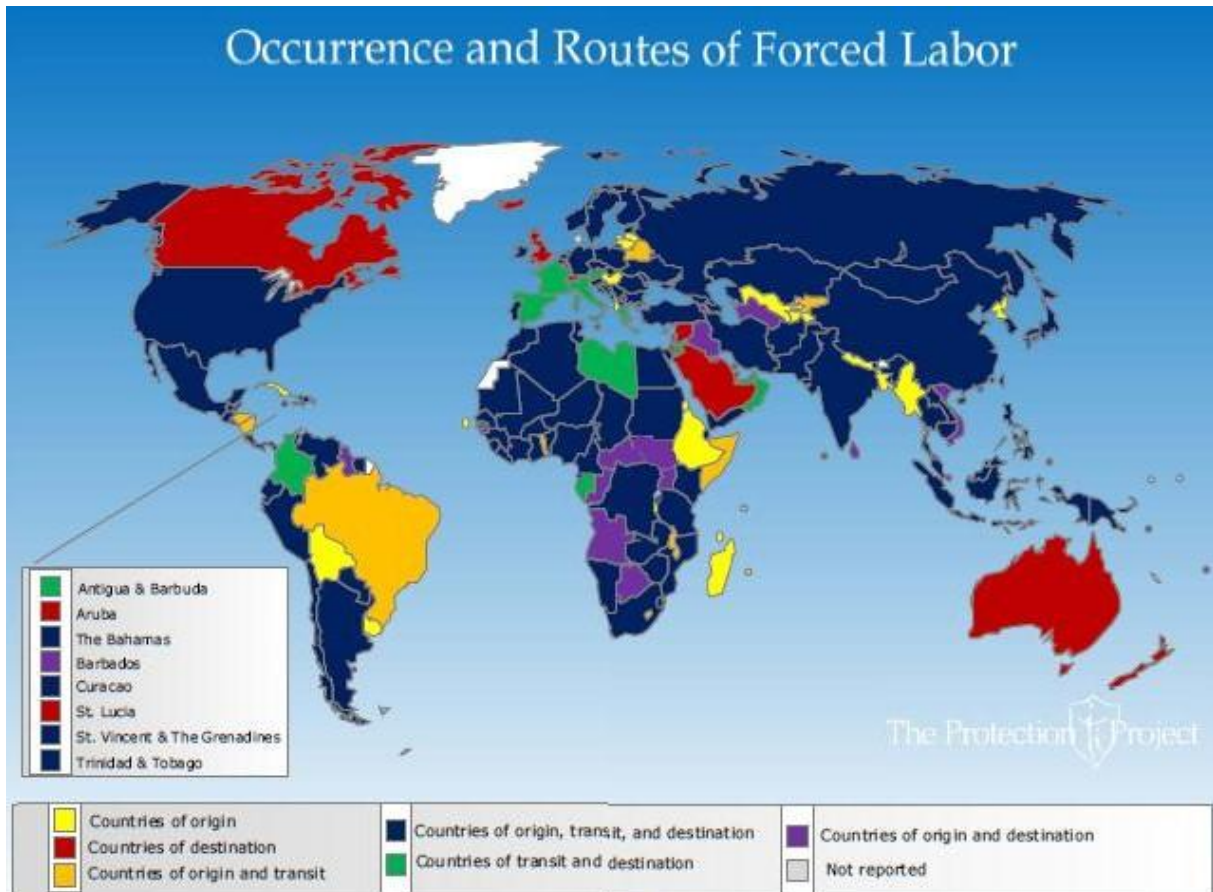 Occurrence and Routes of Forced Labor
Antigua & Barbuda
Aruba
The Bahamas
Barbados
Curacao
St. Lucia
St. Vincent & The Grenadines
Trinidad & Tobago
The Protection Project
Countries of origin
Countries of destination
Countries of origin and transit
Countries of origin, transit, and destination
Countries of transit and destination
Countries of origin and destination
Not reported